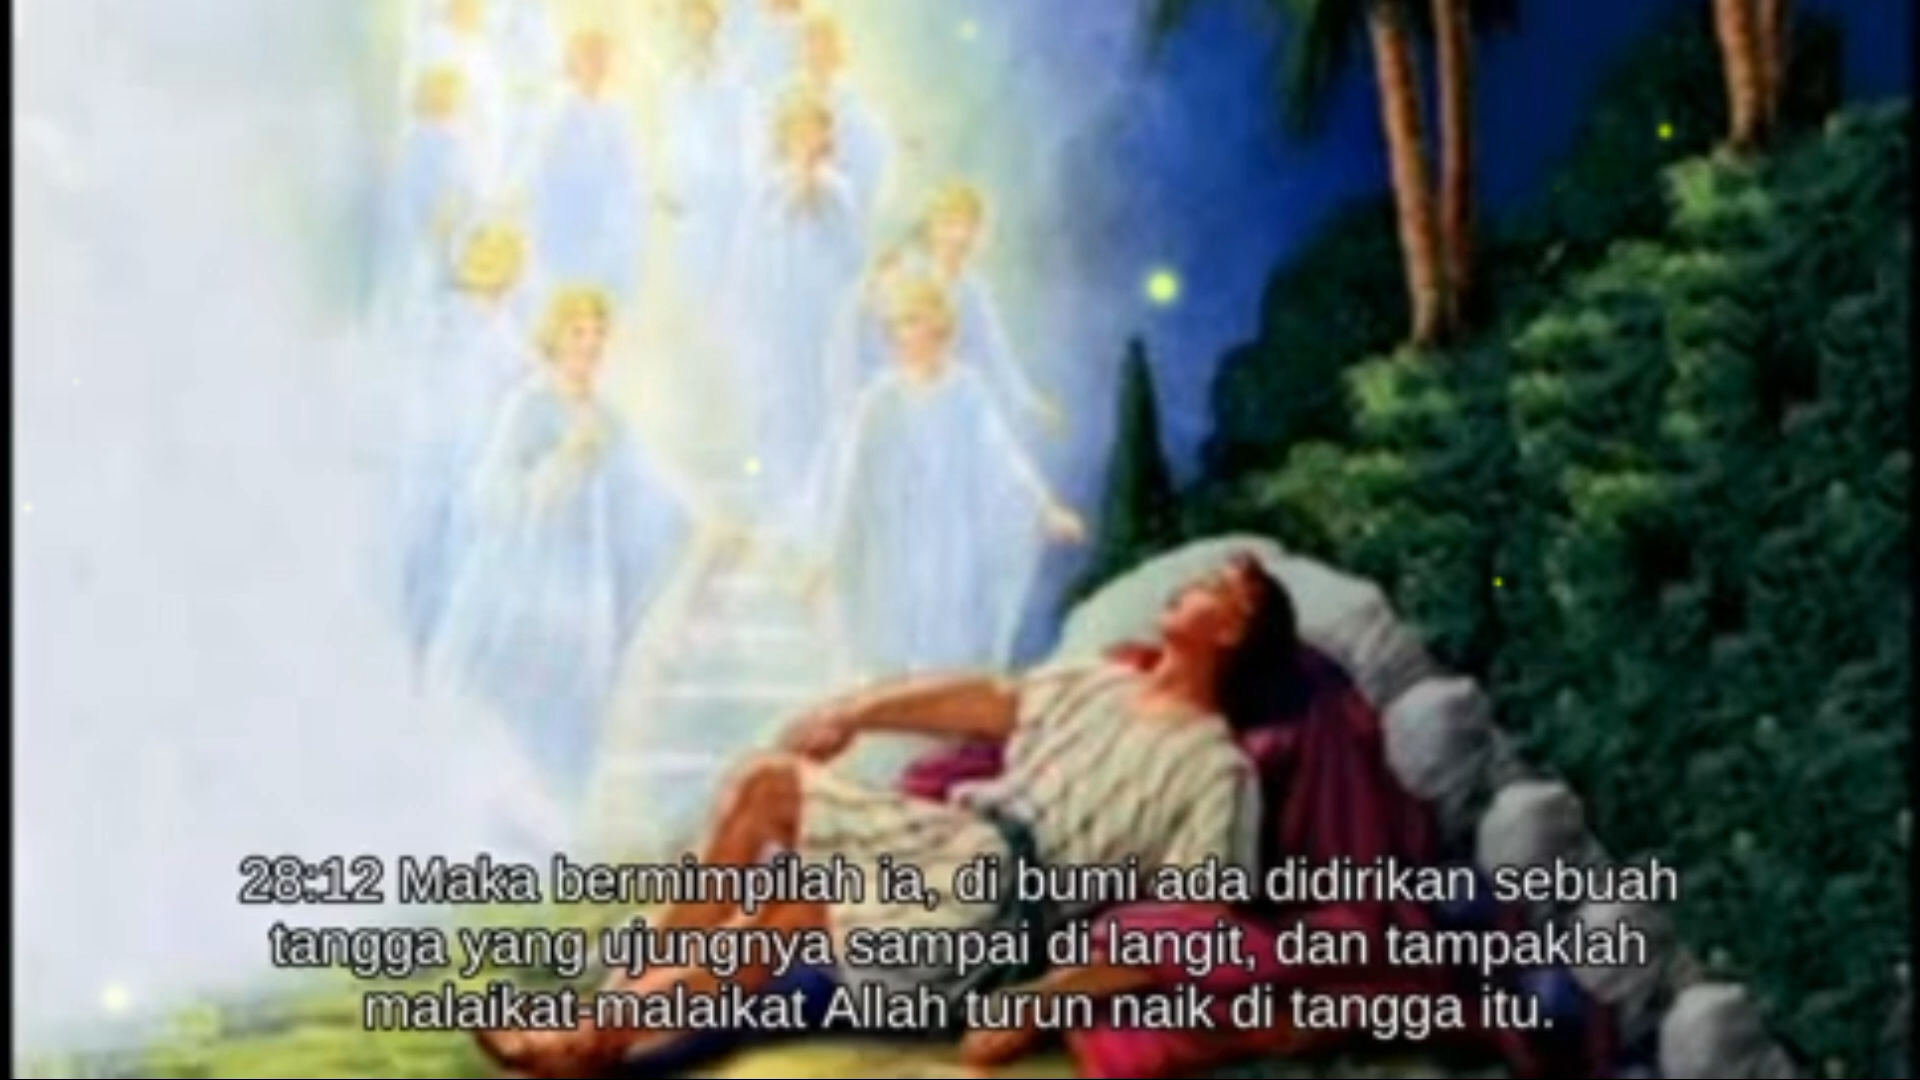 28:12 Maka bermimpilah ia, di bumi ada didirikan sebuah
tangga yang ujungnya sampai di langit, dan tampaklah
malaikat-malaikat Allah turun naik di tangga itu.